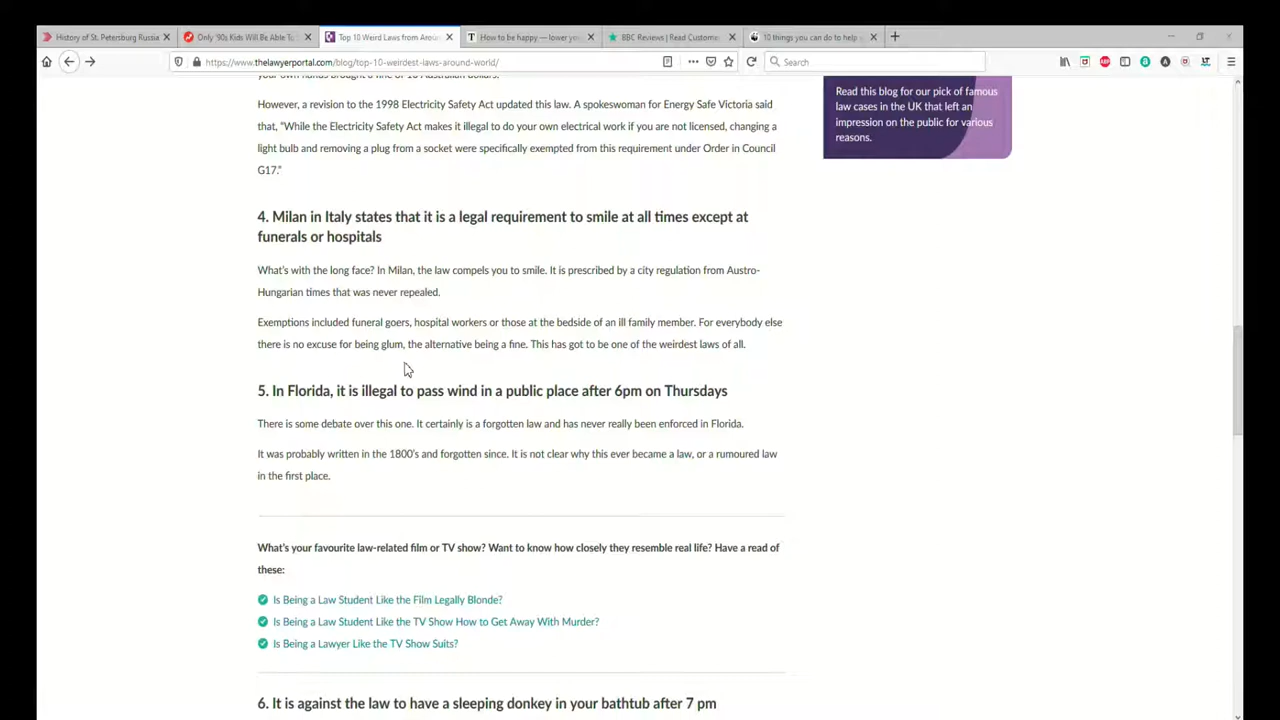 History of St. Petersburg Russia
Only '90s Kids Will Be Able To
Top 10 Weird Laws from Arou
How to be happy — lower yo
BBC Reviews | Read Custome
10 things you can do to help
https://www.thelawyerportal.com/blog/top-10-weirdest-laws-around-world/
Search
your own hands brought a fine of 10 Australian dollars.
However, a revision to the 1998 Electricity Safety Act updated this law. A spokeswoman for Energy Safe Victoria said
that, “While the Electricity Safety Act makes it illegal to do your own electrical work if you are not licensed, changing a
light bulb and removing a plug from a socket were specifically exempted from this requirement under Order in Council
G17.”
Read this blog for our pick of famous
law cases in the UK that left an
impression on the public for various
reasons.
4. Milan in Italy states that it is a legal requirement to smile at all times except at
funerals or hospitals
What's with the long face? In Milan, the law compels you to smile. It is prescribed by a city regulation from Austro-
Hungarian times that was never repealed.
Exemptions included funeral goers, hospital workers or those at the bedside of an ill family member. For everybody else
there is no excuse for being glum, the alternative being a fine. This has got to be one of the weirdest laws of all.
5. In Florida, it is illegal to pass wind in a public place after 6pm on Thursdays
There is some debate over this one. It certainly is a forgotten law and has never really been enforced in Florida.
It was probably written in the 1800's and forgotten since. It is not clear why this ever became a law, or a rumoured law
in the first place.
What's your favourite law-related film or TV show? Want to know how closely they resemble real life? Have a read of
these:
Is Being a Law Student Like the Film Legally Blonde?
Is Being a Law Student Like the TV Show How to Get Away With Murder?
Is Being a Lawyer Like the TV Show Suits?
6. It is against the law to have a sleeping donkey in your bathtub after 7 pm